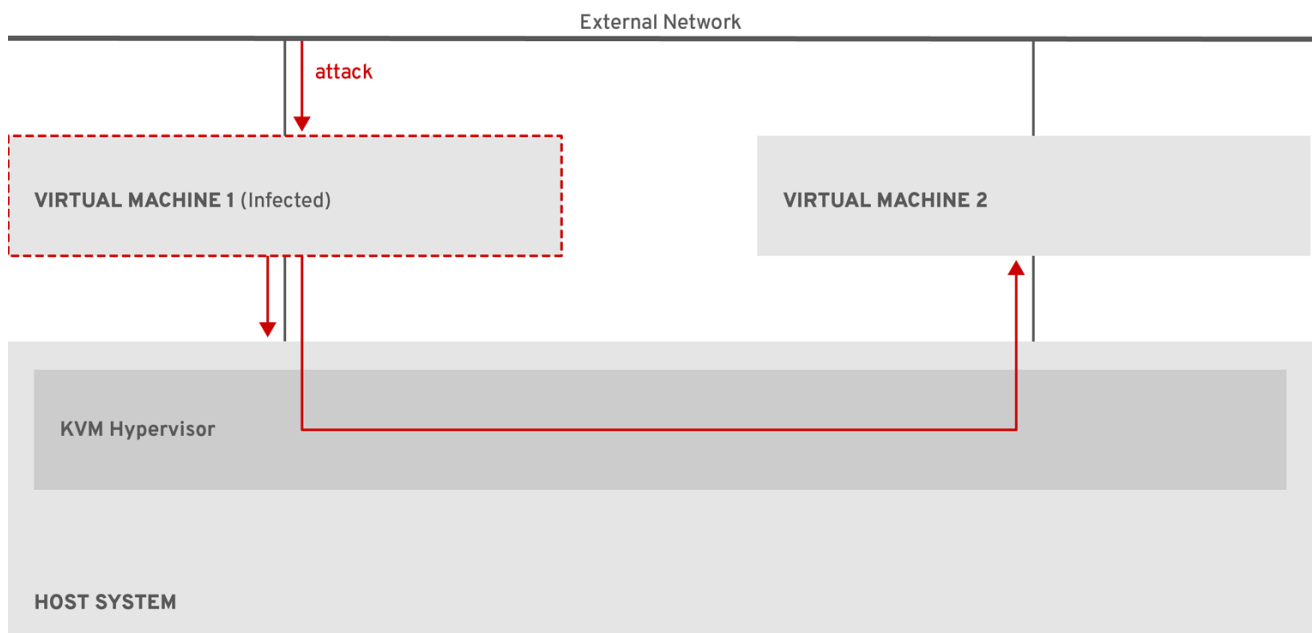 External Network
attack
VIRTUAL MACHINE 1 (Infected)
VIRTUAL MACHINE 2
KVM Hypervisor
HOST SYSTEM